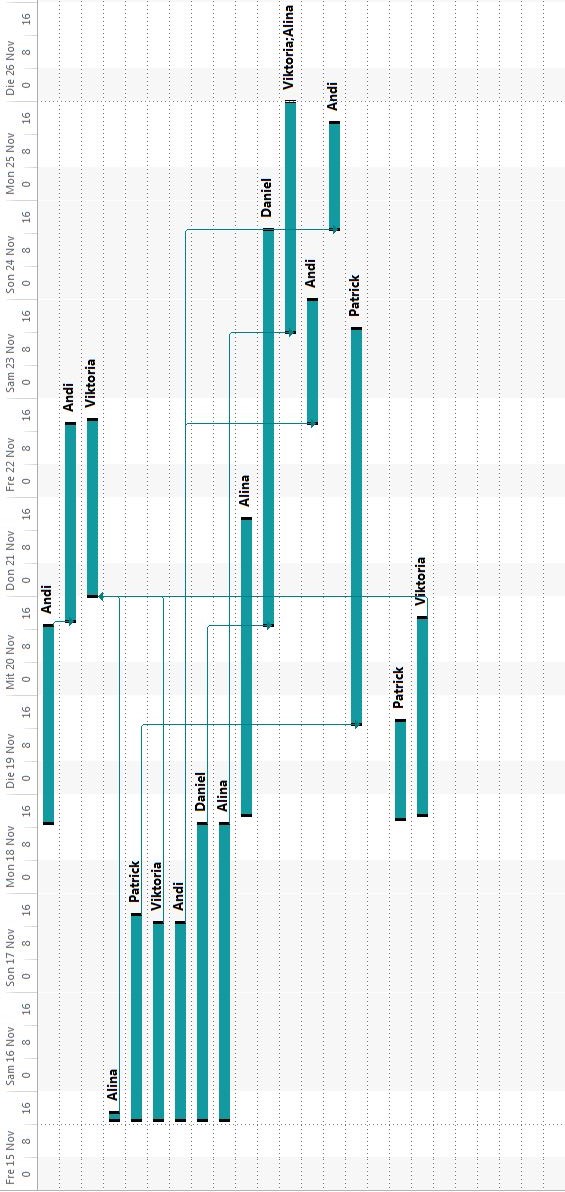 Fre 15 Nov Sam 16 Nov Son 17 Nov Mon 18 Nov Die 19 Nov Mit 20 Nov Don 21 Nov Fre 22 Nov Sam 23 Nov Son 24 Nov Mon 25 Nov Die 26 Nov
0 8 16 0 8 16 0 8 16 0 8 16 0 8 16 0 8 16 0 8 16 0 8 16 0 8 16 0 8 16 0 8 16 0 8 16
Andi
Andi
Viktoria
Alina
Patrick
Viktoria
Andi
Daniel
Alina
Alina
Daniel
Viktoria;Alina
Andi
Andi
Patrick
Patrick
Viktoria